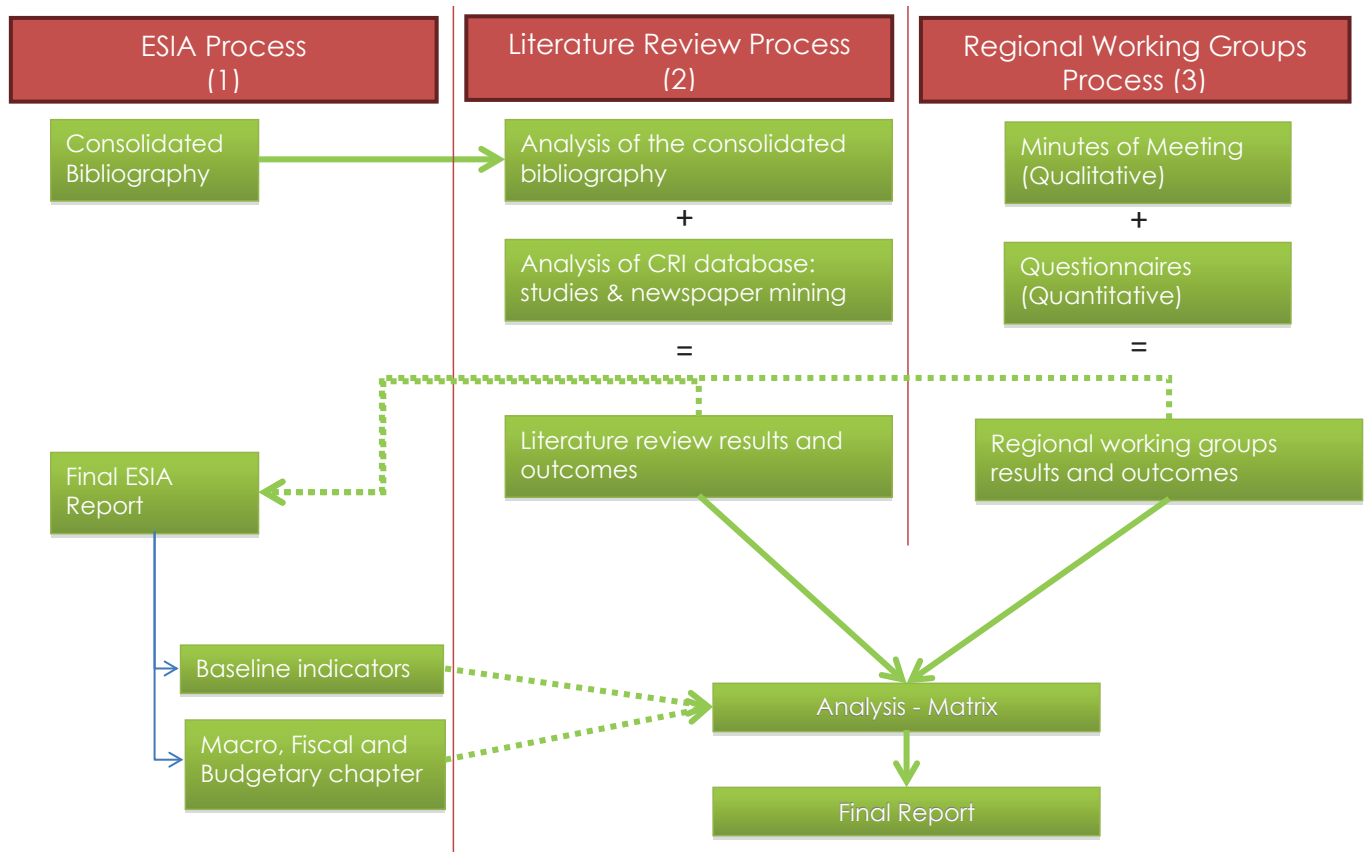 ESIA Process
(1)
Literature Review Process
(2)
Regional Working Groups
Process (3)
Consolidated
Bibliography
Analysis of the consolidated
bibliography
+
Analysis of CRI database:
studies & newspaper mining
=
Minutes of Meeting
(Qualitative)
+
Questionnaires
(Quantitative)
=
Literature review results and
outcomes
Regional working groups
results and outcomes
Final ESIA
Report
Baseline indicators
Macro, Fiscal and
Budgetary chapter
Analysis - Matrix
Final Report